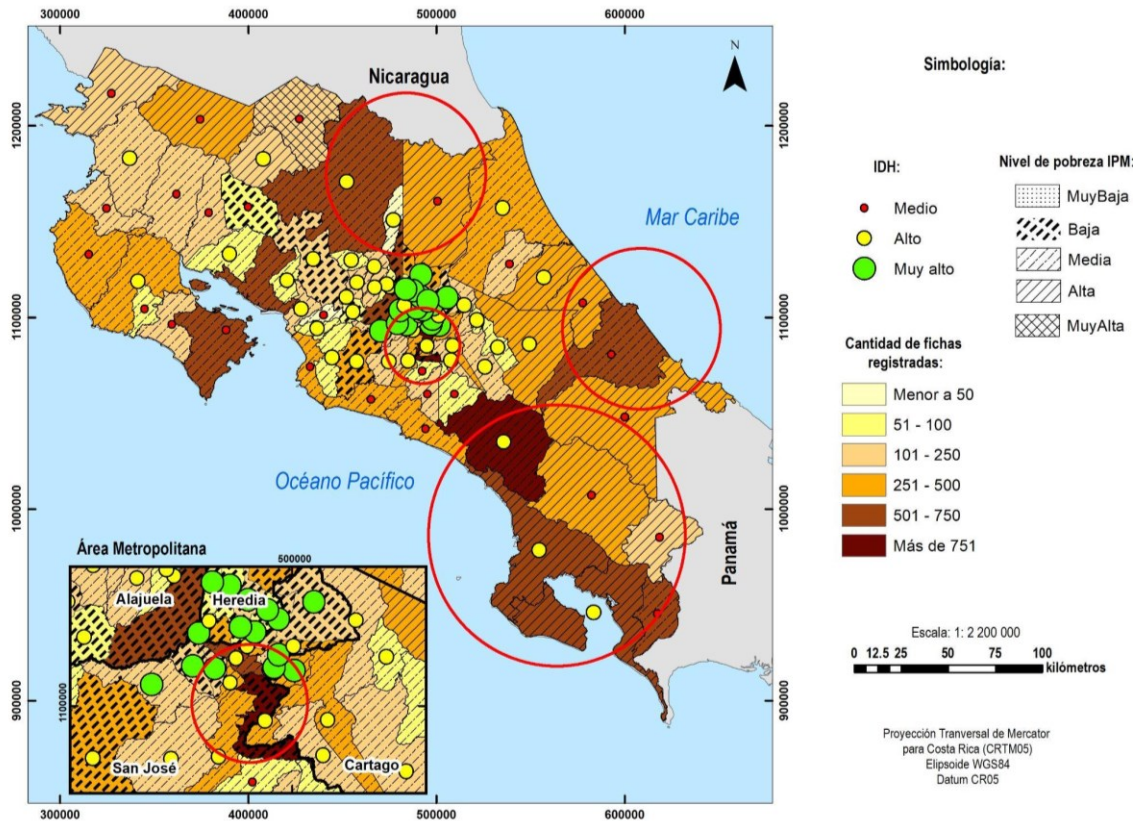 300000
400000
500000
600000
1200000
1100000
1000000
900000
1200000
1100000
1000000
900000
N
Nicaragua
Mar Caribe
Océano Pacífico
Panamá
Área Metropolitana
500000
1100000
Alajuela
Heredia
San José
Cartago
300000
400000
500000
600000
Simbología:
IDH:
Medio
Alto
Muy alto
Nivel de pobreza IPM:
MuyBaja
Baja
Media
Alta
MuyAlta
Cantidad de fichas
registradas:
Menor a 50
51 - 100
101 - 250
251 - 500
501 - 750
Más de 751
Escala: 1: 2 200 000
0 12.5 25 50 75 100
kilómetros
Proyección Tranversal de Mercator
para Costa Rica (CRTM05)
Elipsoide WGS84
Datum CR05